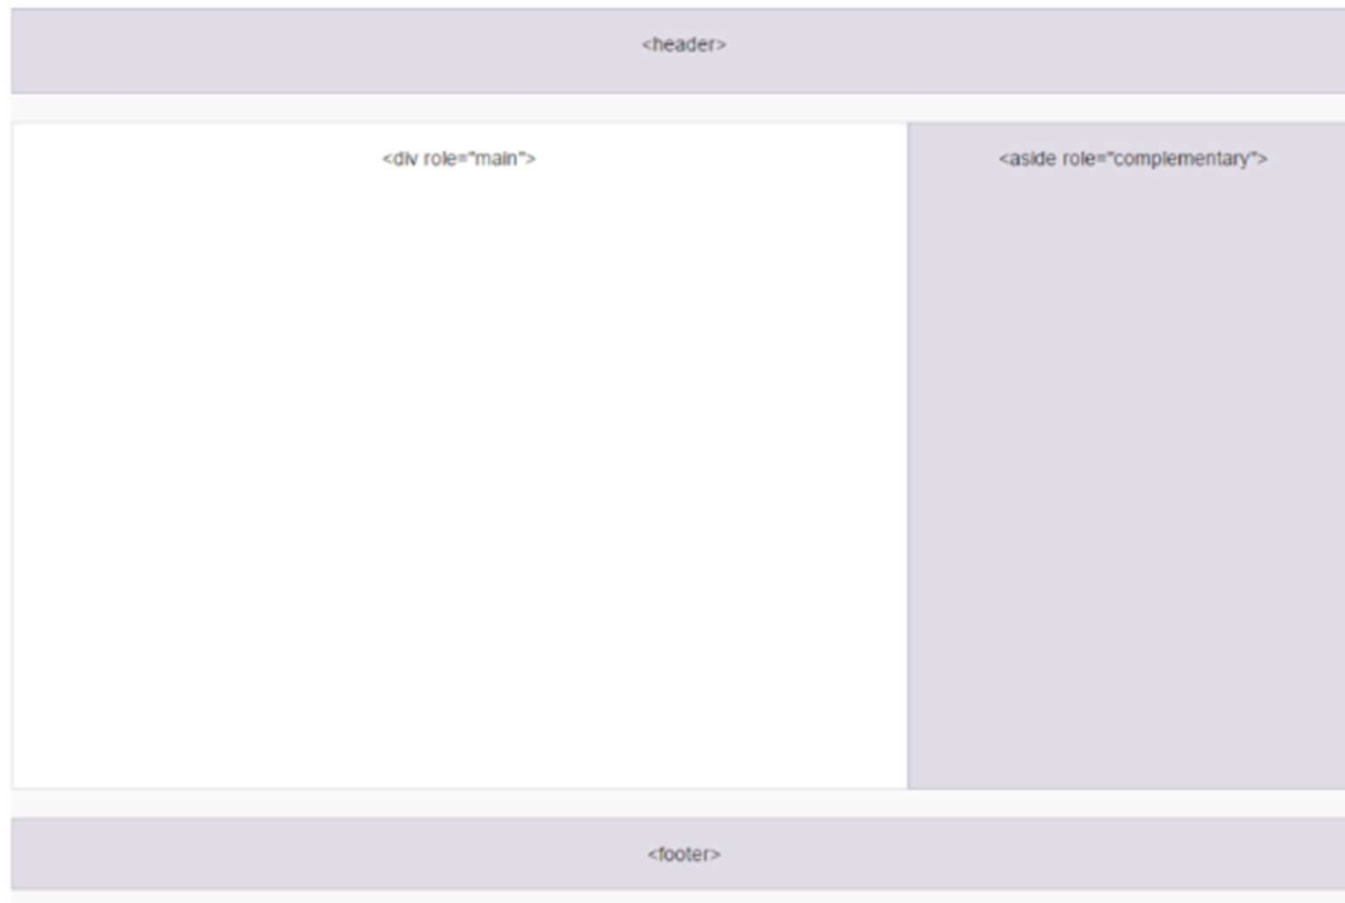 <header>
<div role="main">
<aside role="complementary">
<footer>